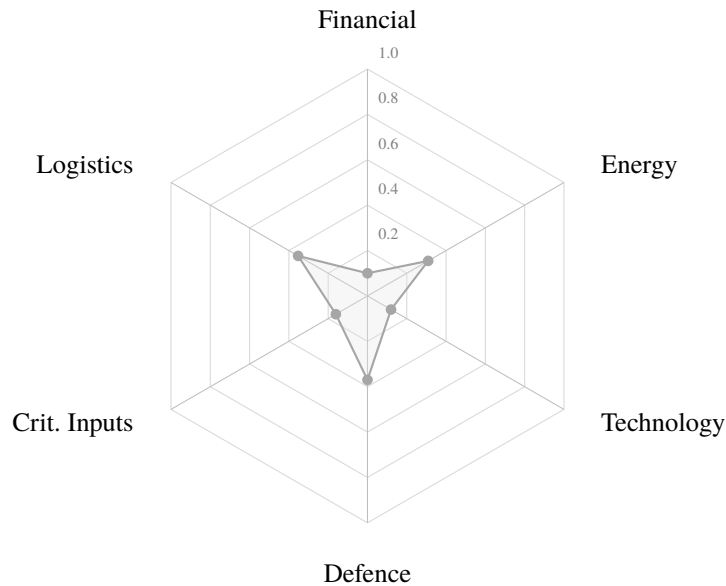 Financial
1.0
0.8
0.6
0.4
0.2
Logistics
Energy
Crit. Inputs
Technology
Defence